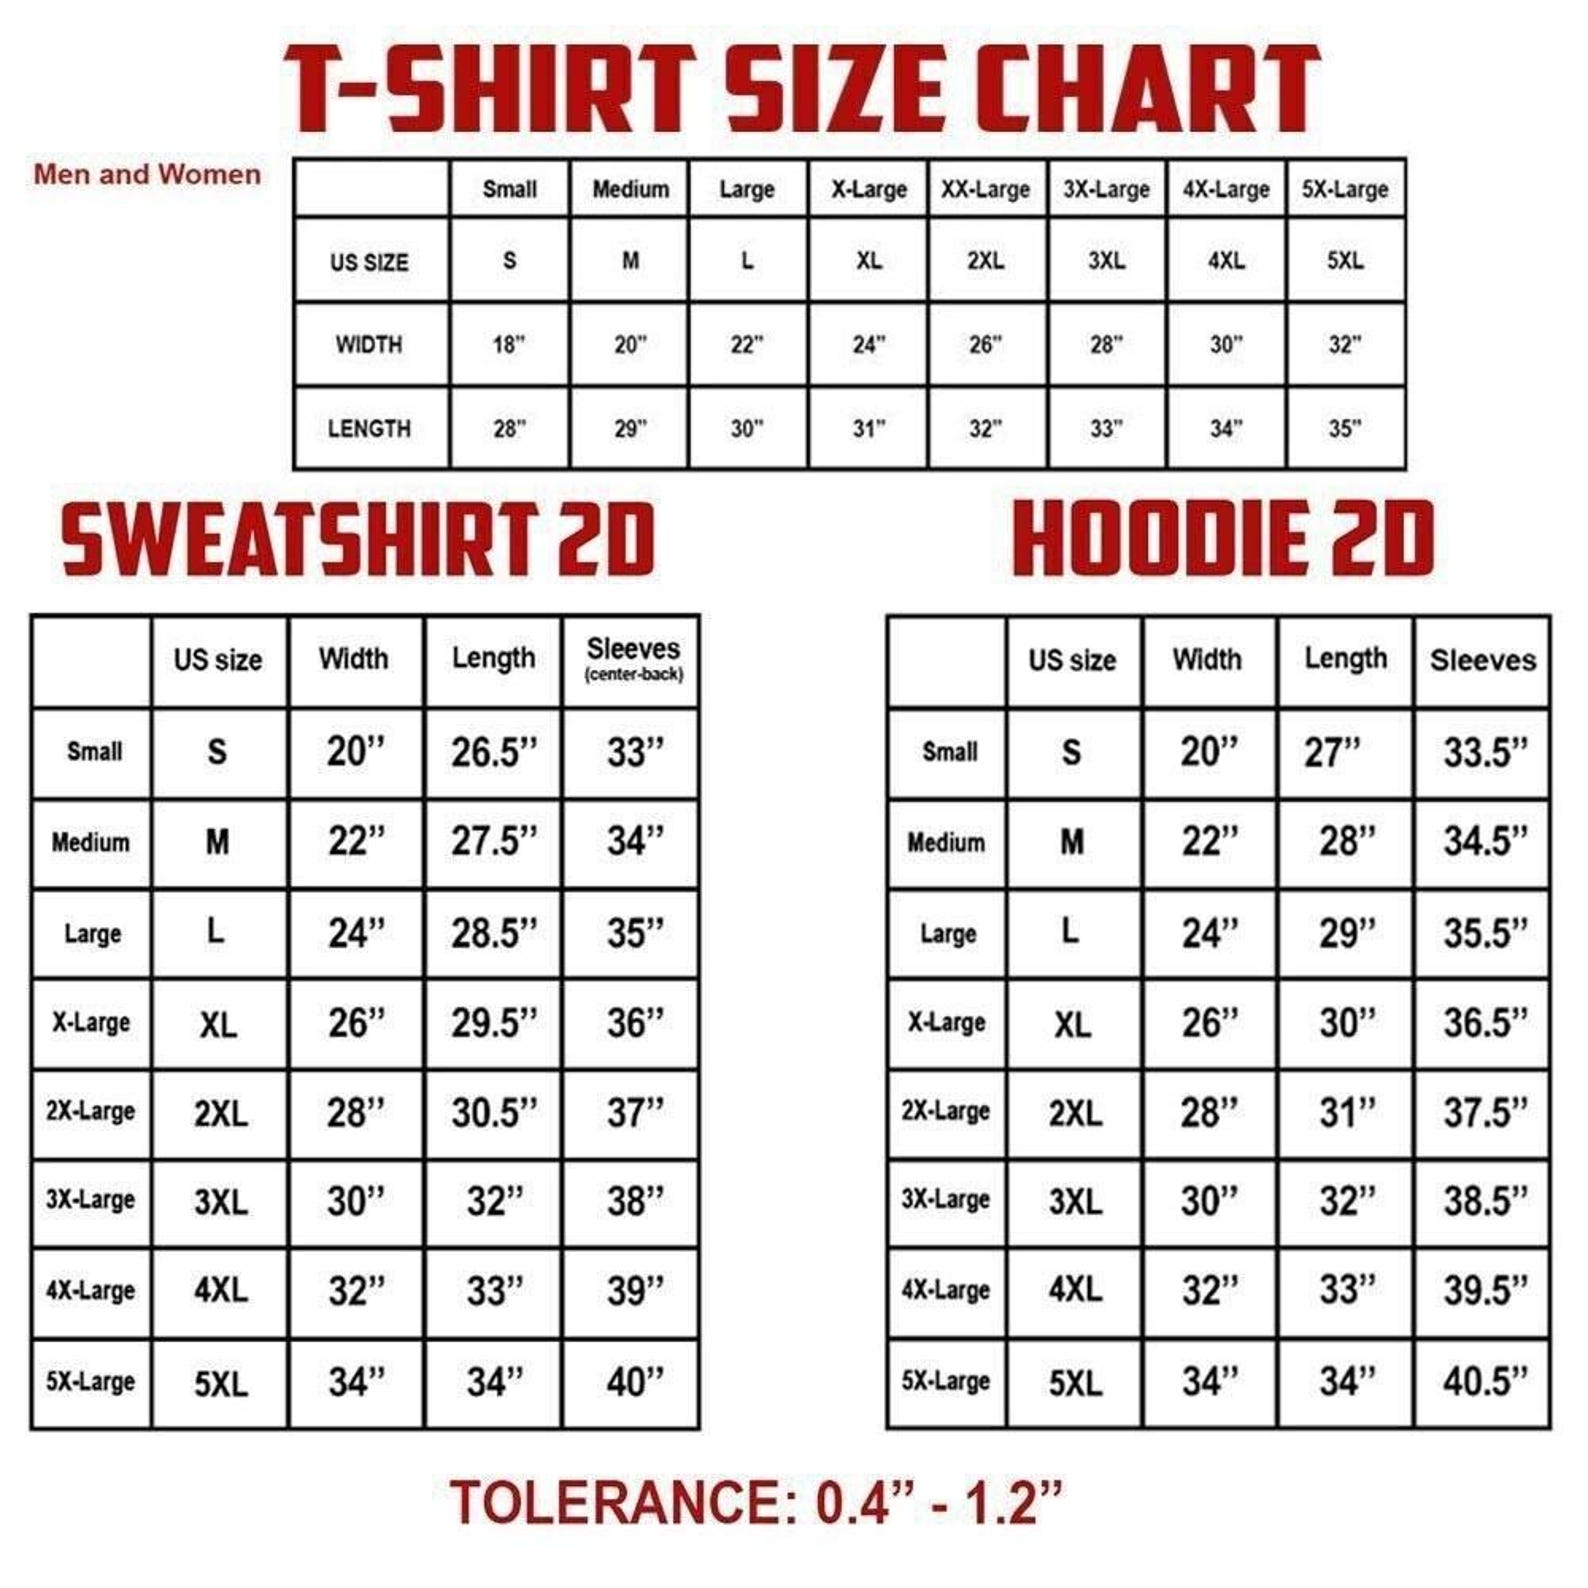 T-SHIRT SIZE CHART
Men and Women
Small Medium Large X-Large XX-Large 3X-Large 4X-Large 5X-Large
US SIZE S M L XL 2XL 3XL 4XL 5XL
WIDTH 18” 20” 22” 24” 26” 28” 30” 32”
LENGTH 28” 29” 30” 31” 32” 33” 34” 35”
SWEATSHIRT 2D
US size Width Length Sleeves
(center-back)
Small S 20’’ 26.5’’ 33’’
Medium M 22’’ 27.5’’ 34’’
Large L 24’’ 28.5’’ 35’’
X-Large XL 26’’ 29.5’’ 36’’
2X-Large 2XL 28’’ 30.5’’ 37’’
3X-Large 3XL 30’’ 32’’ 38’’
4X-Large 4XL 32’’ 33’’ 39’’
5X-Large 5XL 34’’ 34’’ 40’’
HOODIE 2D
US size Width Length Sleeves
Small S 20’’ 27’’ 33.5’’
Medium M 22’’ 28’’ 34.5’’
Large L 24’’ 29’’ 35.5’’
X-Large XL 26’’ 30’’ 36.5’’
2X-Large 2XL 28’’ 31’’ 37.5’’
3X-Large 3XL 30’’ 32’’ 38.5’’
4X-Large 4XL 32’’ 33’’ 39.5’’
5X-Large 5XL 34’’ 34’’ 40.5’’
TOLERANCE: 0.4” - 1.2”